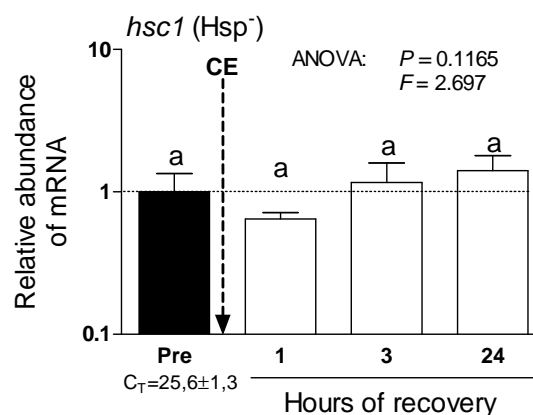 hsc1 (Hsp⁻)
10
CE
ANOVA: P = 0.1165
F = 2.697
Relative abundance
of mRNA
a
a
a
a
1
0.1
Pre
1
3
24
C_T=25,6±1,3
Hours of recovery